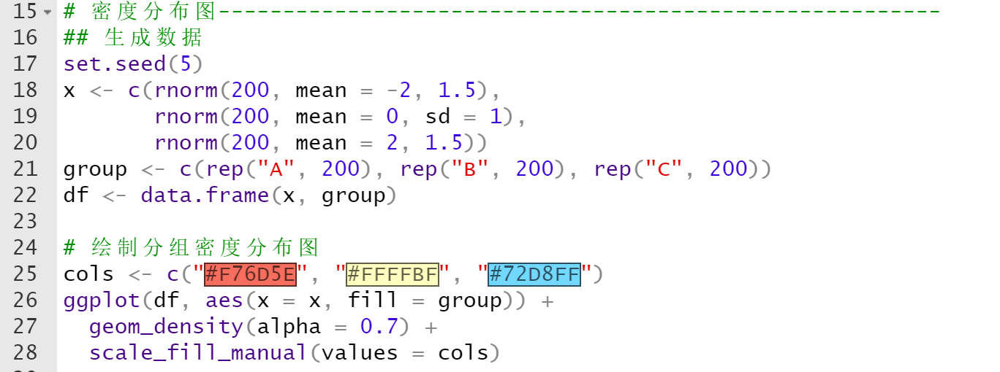 15 # 密度分布图--------------------------------------------------------
16 ## 生成数据
17 set.seed(5)
18 x <- c(rnorm(200, mean = -2, 1.5),
19        rnorm(200, mean = 0, sd = 1),
20        rnorm(200, mean = 2, 1.5))
21 group <- c(rep("A", 200), rep("B", 200), rep("C", 200))
22 df <- data.frame(x, group)
23
24 # 绘制分组密度分布图
25 cols <- c("#F76D5E", "#FFFFBF", "#72D8FF")
26 ggplot(df, aes(x = x, fill = group)) +
27   geom_density(alpha = 0.7) +
28   scale_fill_manual(values = cols)